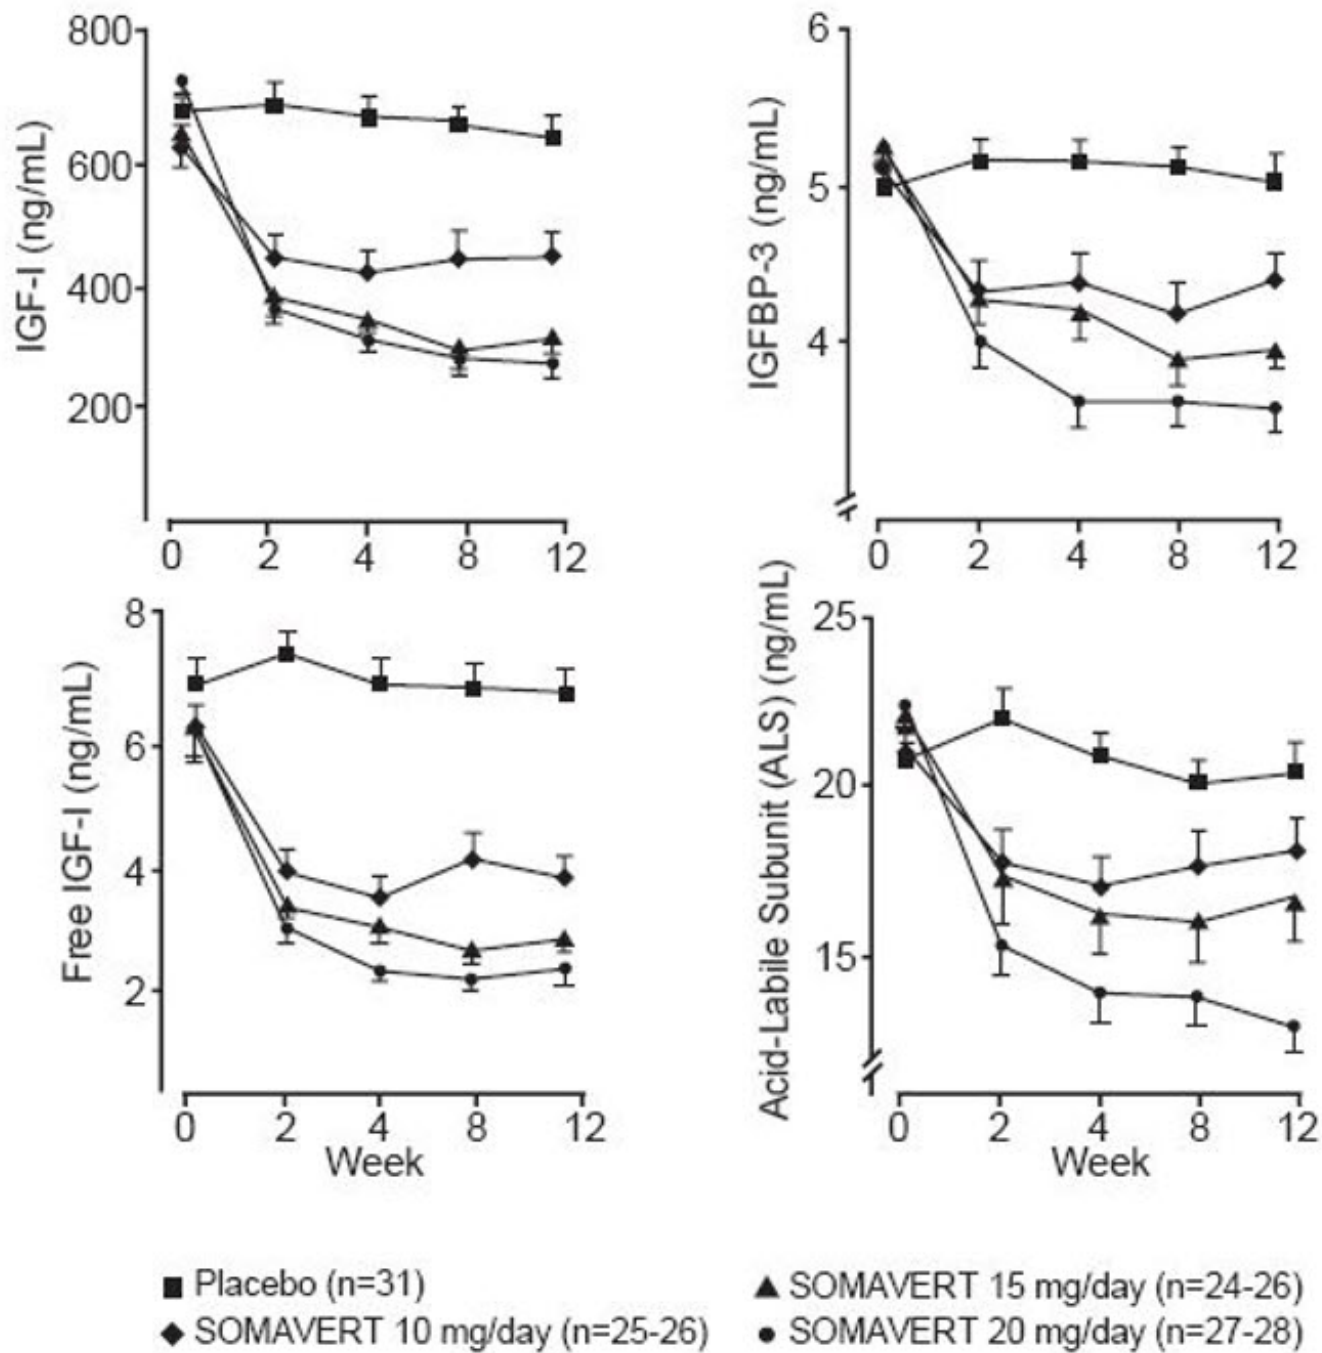 IGF-I (ng/mL)
800
600
400
200
0 2 4 8 12
IGFBP-3 (ng/mL)
6
5
4
0 2 4 8 12
Free IGF-I (ng/mL)
8
6
4
2
0 2 4 8 12
Week
Acid-Labile Subunit (ALS) (ng/mL)
25
20
15
0 2 4 8 12
Week
Placebo (n=31)
SOMAVERT 10 mg/day (n=25-26)
SOMAVERT 15 mg/day (n=24-26)
SOMAVERT 20 mg/day (n=27-28)